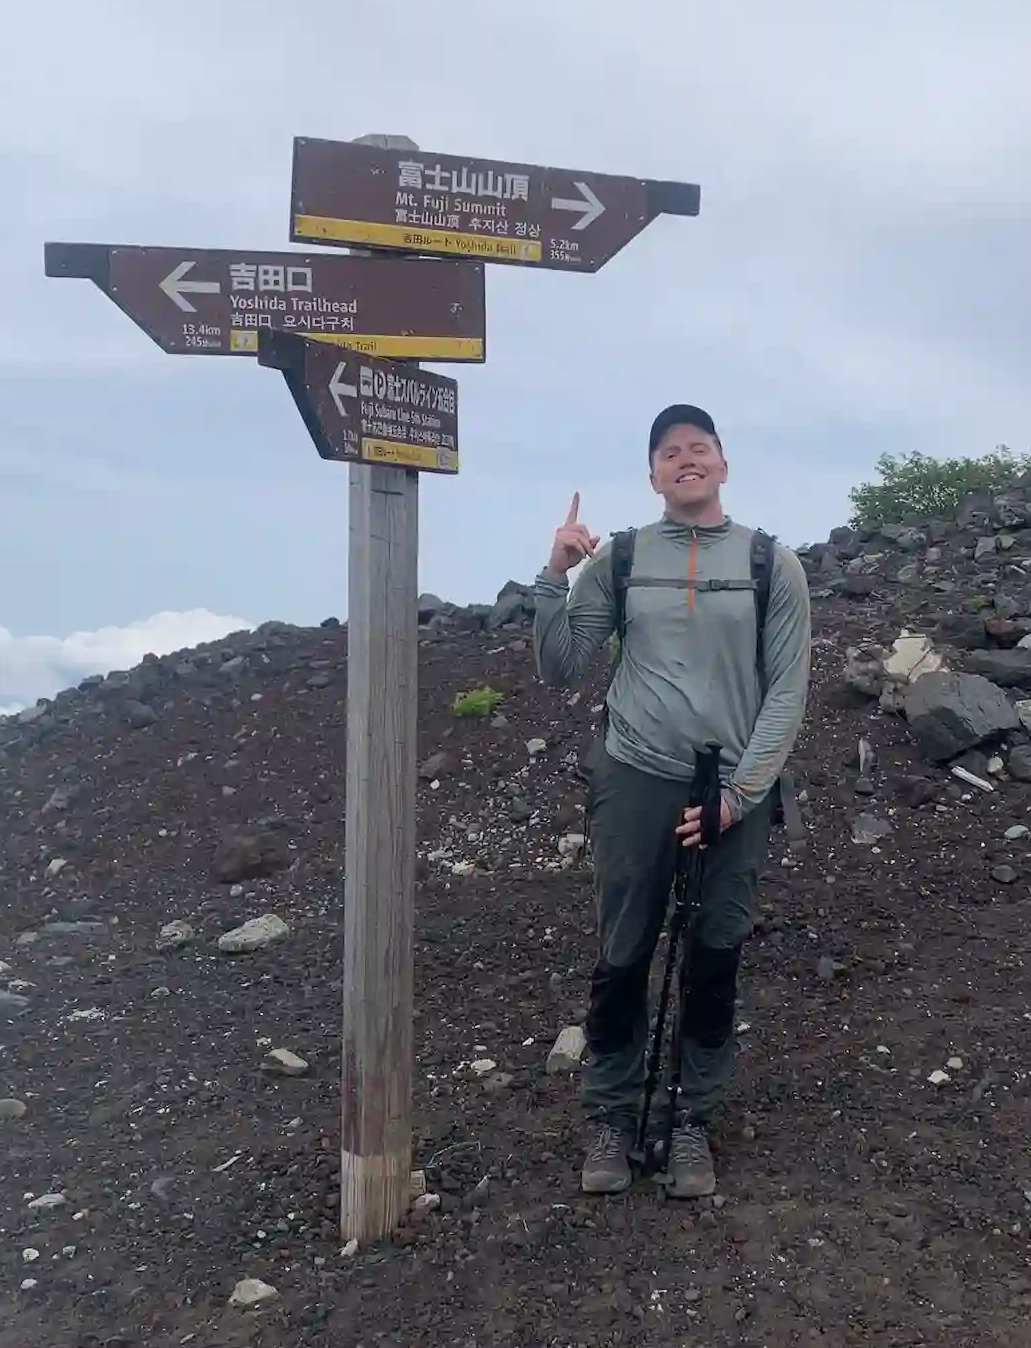 富士山山頂
Mt. Fuji Summit
富士山山頂 후지산 정상
吉田ルート Yoshida Trail
5.2km
355min
吉田口
Yoshida Trailhead
吉田口 요시다구치
13.4km
245min
Trail
富士スバルライン五合目
Fuji Subaru Line 5th Station